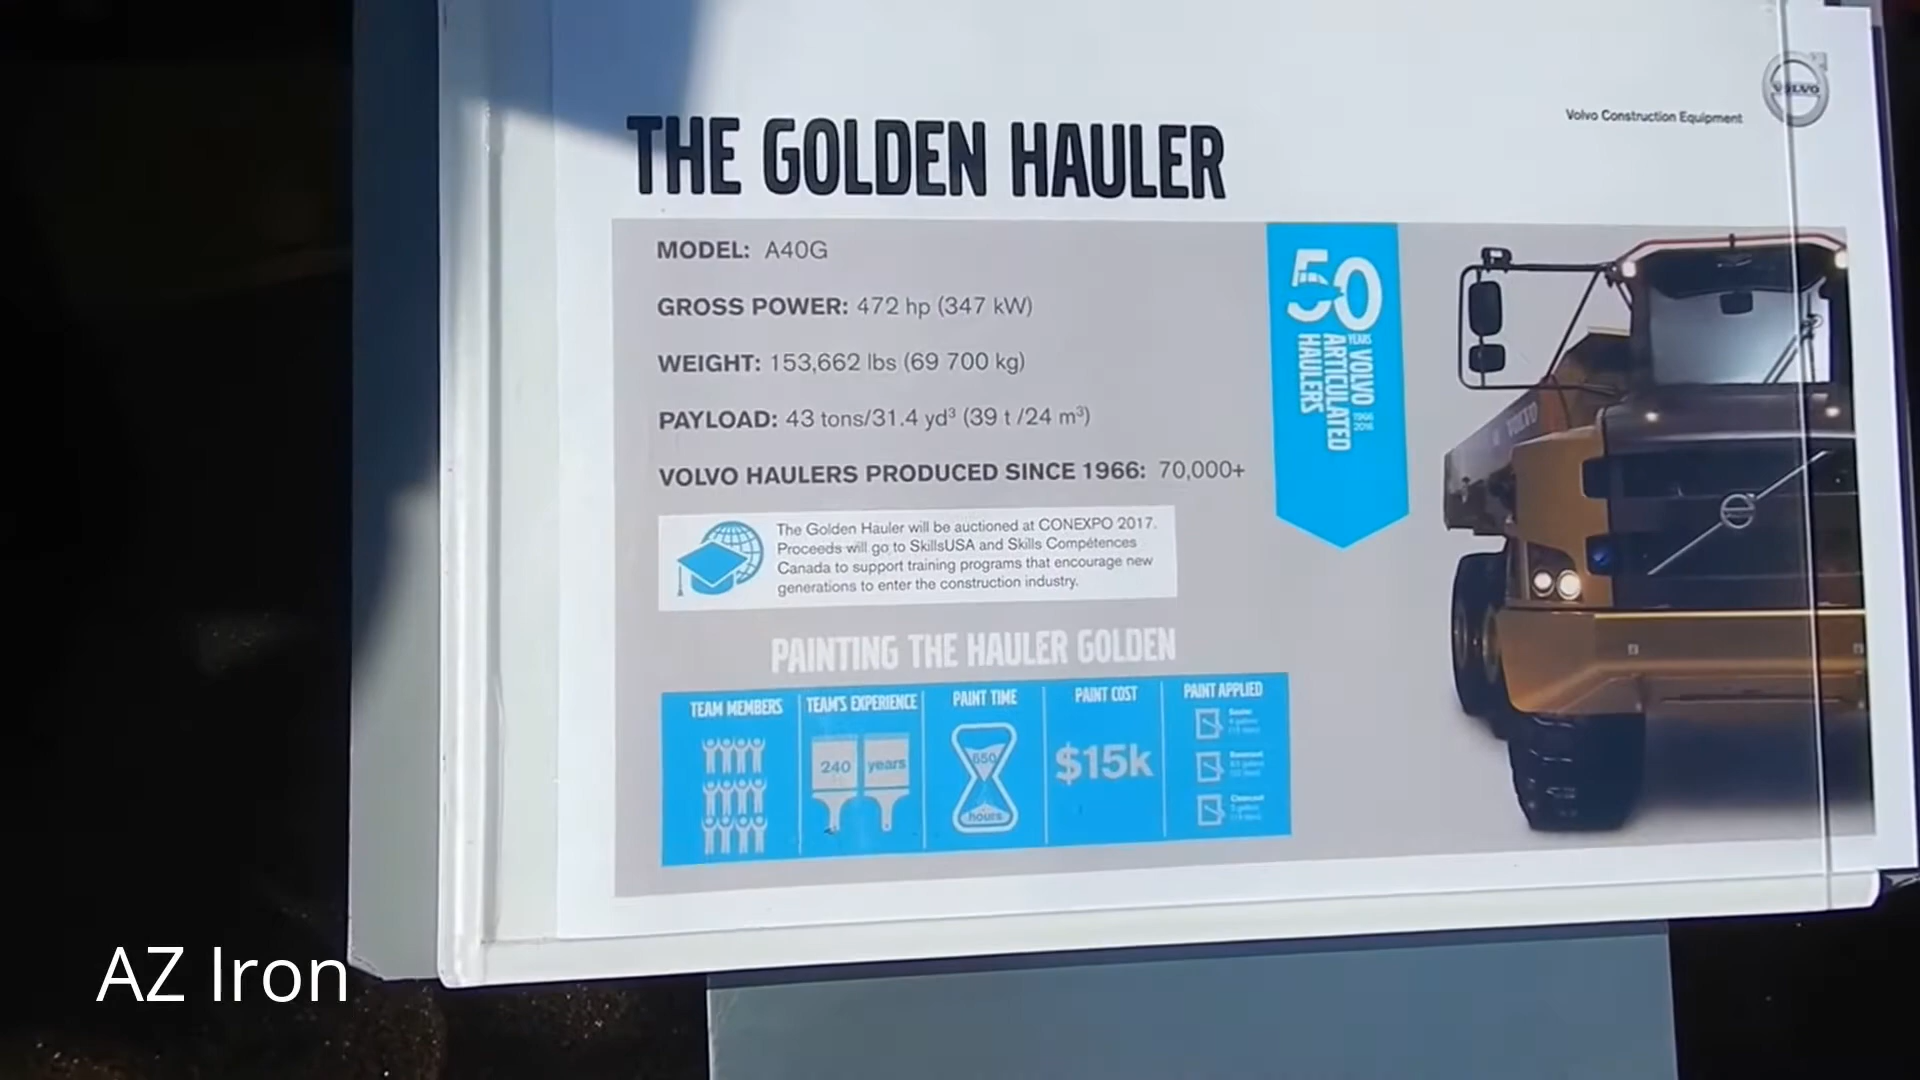 Volvo Construction Equipment
VOLVO
THE GOLDEN HAULER
MODEL: A40G
GROSS POWER: 472 hp (347 kW)
WEIGHT: 153,662 lbs (69 700 kg)
PAYLOAD: 43 tons/31.4 yd³ (39 t /24 m³)
VOLVO HAULERS PRODUCED SINCE 1966: 70,000+
50
YEARS VOLVO 1966 2016
ARTICULATED
HAULERS
VOLVO
The Golden Hauler will be auctioned at CONEXPO 2017.
Proceeds will go to SkillsUSA and Skills Compétences
Canada to support training programs that encourage new
generations to enter the construction industry.
PAINTING THE HAULER GOLDEN
TEAM MEMBERS
TEAM'S EXPERIENCE
240 years
PAINT TIME
650
hours
PAINT COST
$15k
PAINT APPLIED
AZ Iron